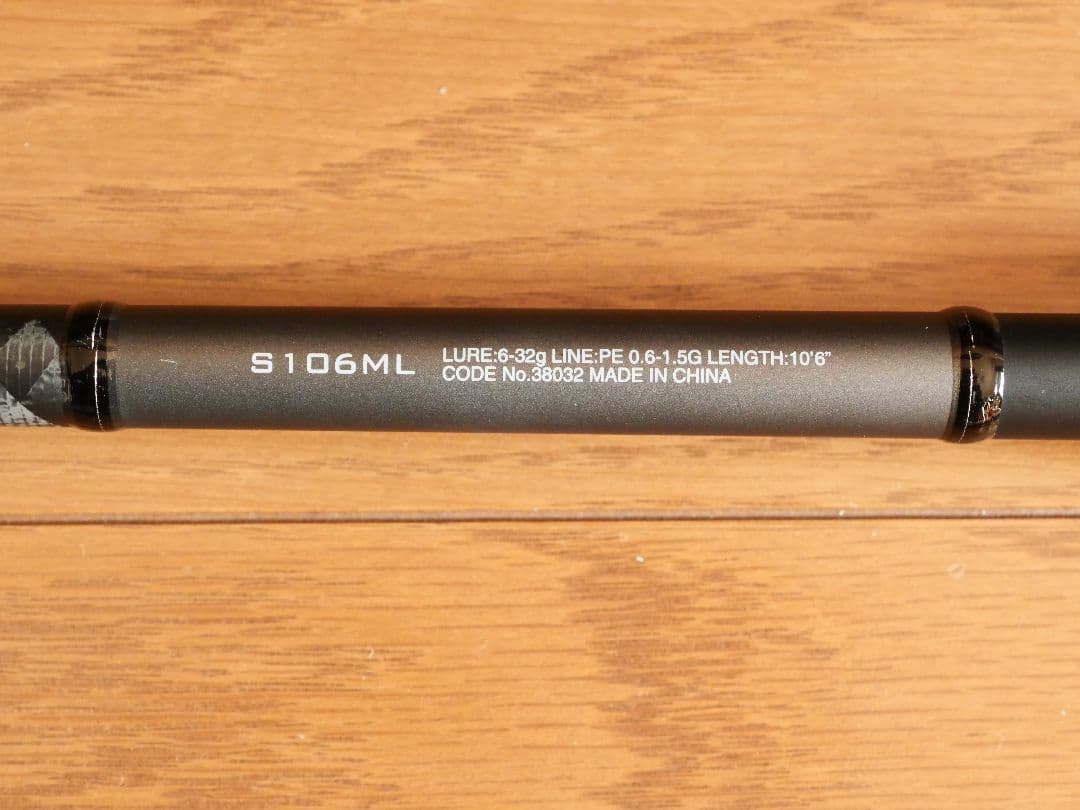 S106ML
LURE:6-32g LINE:PE 0.6-1.5G LENGTH:10'6"
CODE No.38032 MADE IN CHINA